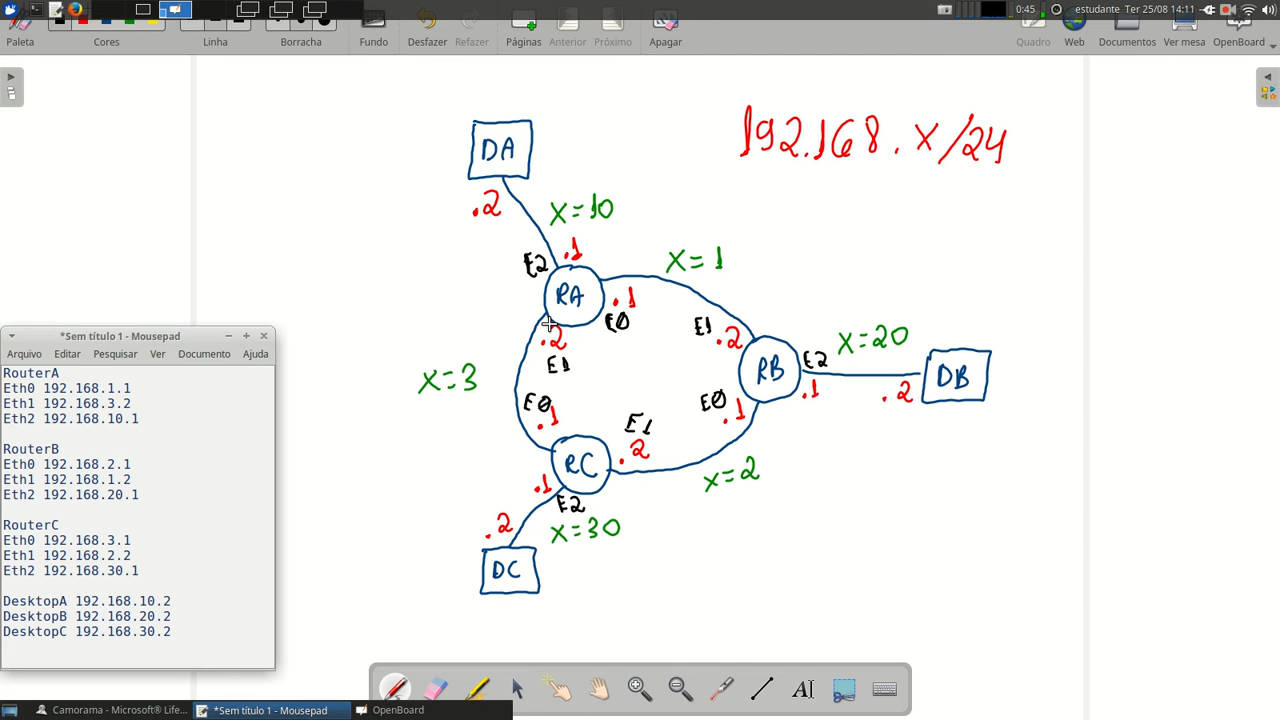 0:45 estudante Ter 25/08 14:11
Paleta Cores Linha Borracha Fundo Desfazer Refazer Páginas Anterior Próximo Apagar Quadro Web Documentos Ver mesa OpenBoard
192.168.x/24
DA
.2
x=10
E2 .1
RA
.1
E0
x=1
E1
.2
RB
E2
.1
x=20
.2
DB
.2
E1
x=3
E0
.1
RC
E1
.2
E0
.1
x=2
.1
E2
x=30
.2
DC
*Sem título 1 - Mousepad
Arquivo Editar Pesquisar Ver Documento Ajuda
RouterA
Eth0 192.168.1.1
Eth1 192.168.3.2
Eth2 192.168.10.1
RouterB
Eth0 192.168.2.1
Eth1 192.168.1.2
Eth2 192.168.20.1
RouterC
Eth0 192.168.3.1
Eth1 192.168.2.2
Eth2 192.168.30.1
DesktopA 192.168.10.2
DesktopB 192.168.20.2
DesktopC 192.168.30.2
Camorama - Microsoft® Life... *Sem título 1 - Mousepad OpenBoard